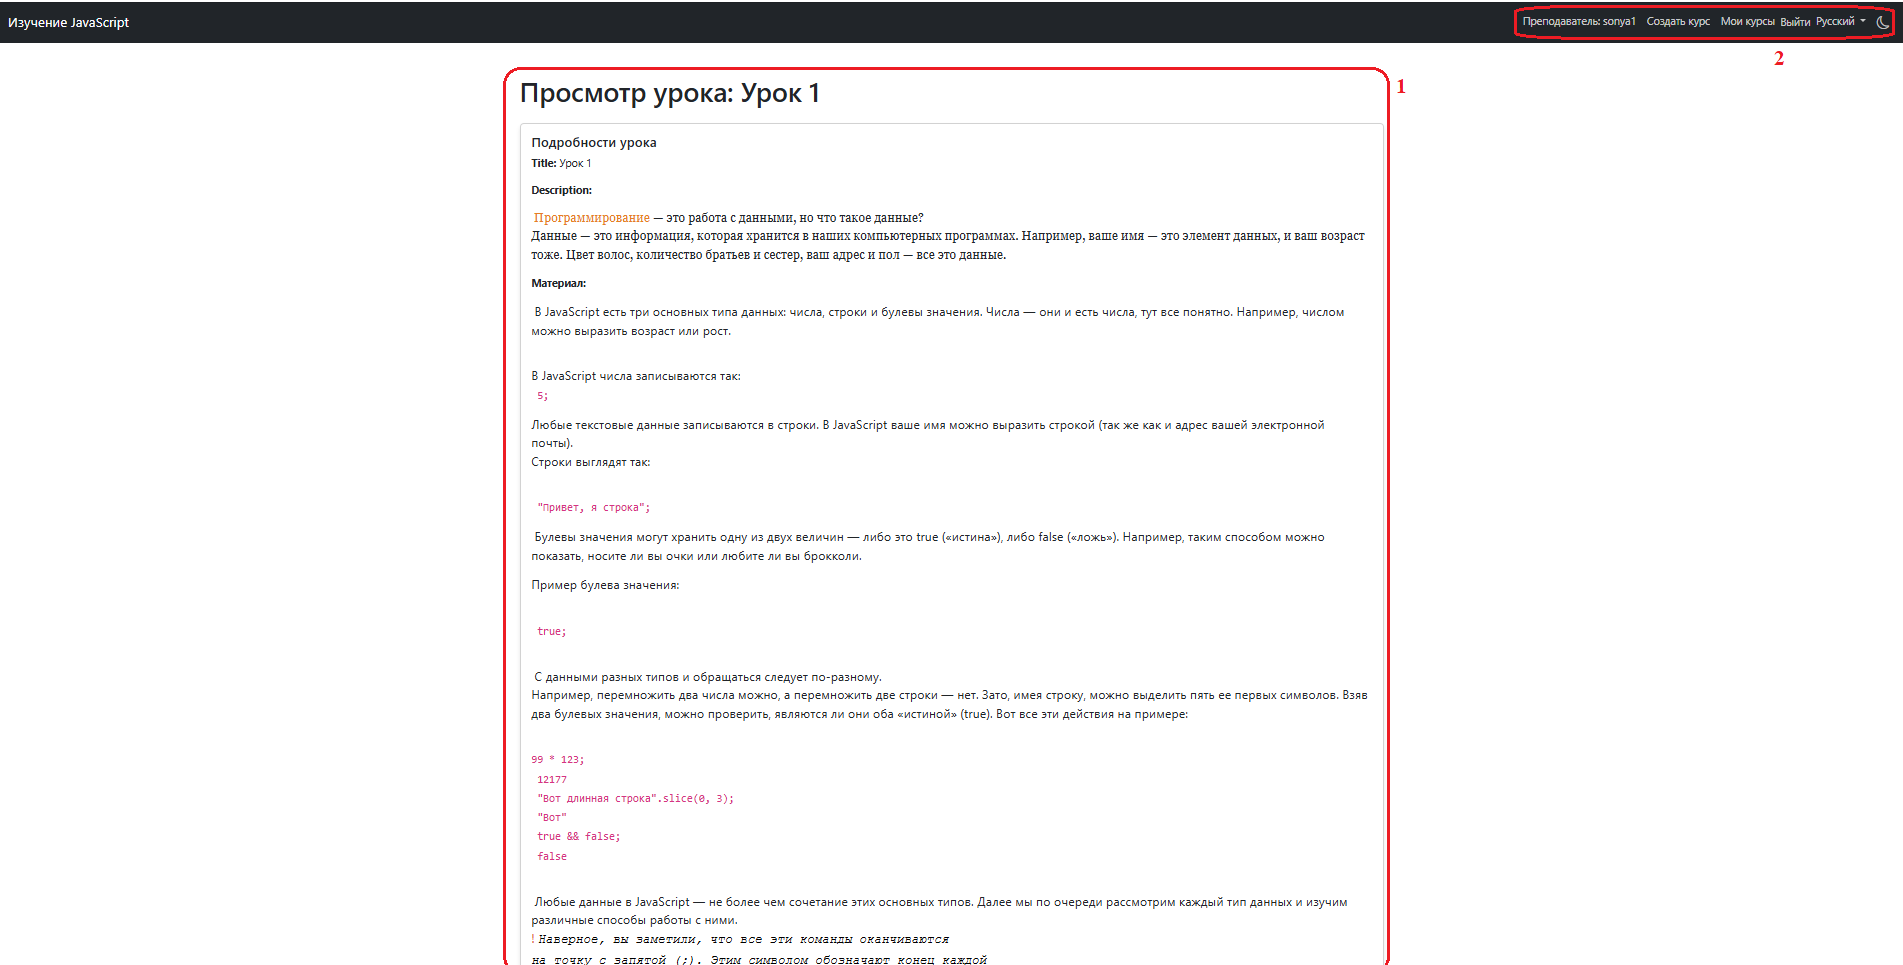 Изучение JavaScript
Преподаватель: sonya1 Создать курс Мои курсы Выйти Русский
2
1
Просмотр урока: Урок 1
Подробности урока
Title: Урок 1
Description:
Программирование — это работа с данными, но что такое данные?
Данные — это информация, которая хранится в наших компьютерных программах. Например, ваше имя — это элемент данных, и ваш возраст
тоже. Цвет волос, количество братьев и сестер, ваш адрес и пол — все это данные.
Материал:
В JavaScript есть три основных типа данных: числа, строки и булевы значения. Числа — они и есть числа, тут все понятно. Например, числом
можно выразить возраст или рост.
В JavaScript числа записываются так:
5;
Любые текстовые данные записываются в строки. В JavaScript ваше имя можно выразить строкой (так же как и адрес вашей электронной
почты).
Строки выглядят так:
"Привет, я строка";
Булевы значения могут хранить одну из двух величин — либо это true («истина»), либо false («ложь»). Например, таким способом можно
показать, носите ли вы очки или любите ли вы брокколи.
Пример булева значения:
true;
С данными разных типов и обращаться следует по-разному.
Например, перемножить два числа можно, а перемножить две строки — нет. Зато, имея строку, можно выделить пять ее первых символов. Взяв
два булевых значения, можно проверить, являются ли они оба «истиной» (true). Вот все эти действия на примере:
99 * 123;
12177
"Вот длинная строка".slice(0, 3);
"Вот"
true && false;
false
Любые данные в JavaScript — не более чем сочетание этих основных типов. Далее мы по очереди рассмотрим каждый тип данных и изучим
различные способы работы с ними.
! Наверное, вы заметили, что все эти команды оканчиваются
на точку с запятой (;). Этим символом обозначают конец каждой